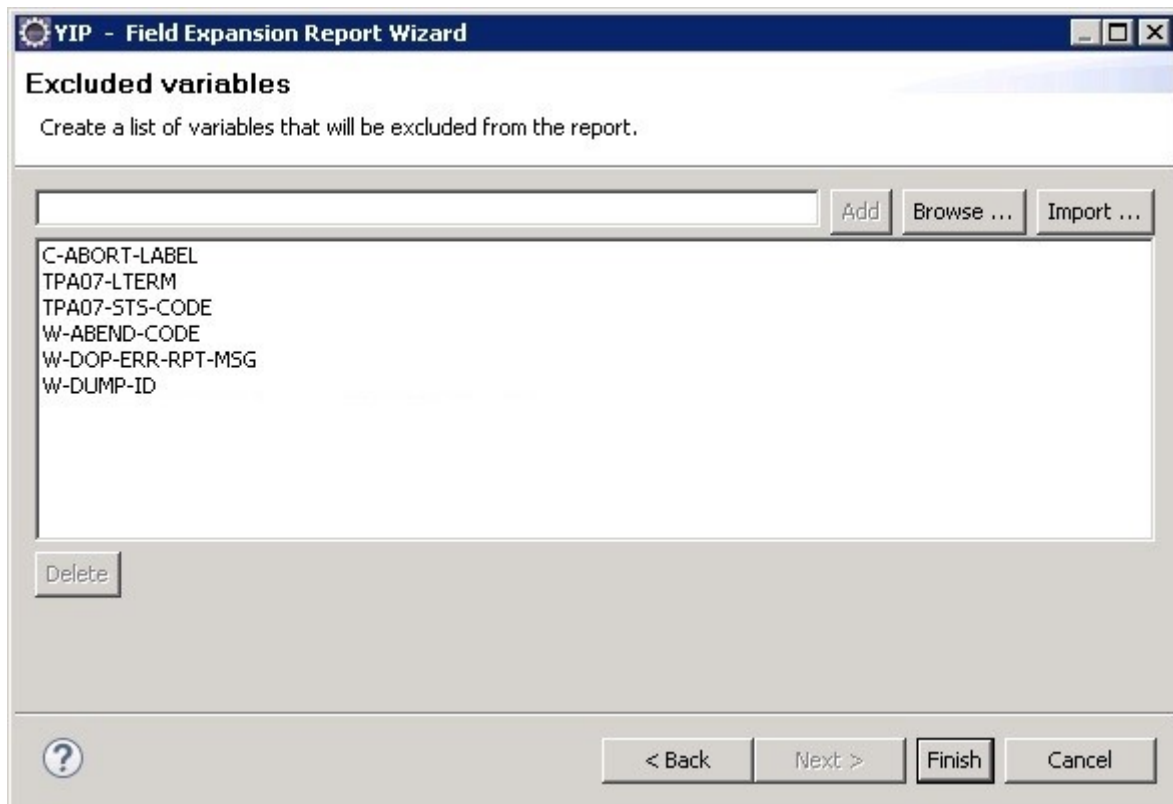 YIP - Field Expansion Report Wizard
Excluded variables
Create a list of variables that will be excluded from the report.
Add Browse ... Import ...
C-ABORT-LABEL
TPA07-LTERM
TPA07-STS-CODE
W-ABEND-CODE
W-DOP-ERR-RPT-MSG
W-DUMP-ID
Delete
? < Back Next > Finish Cancel